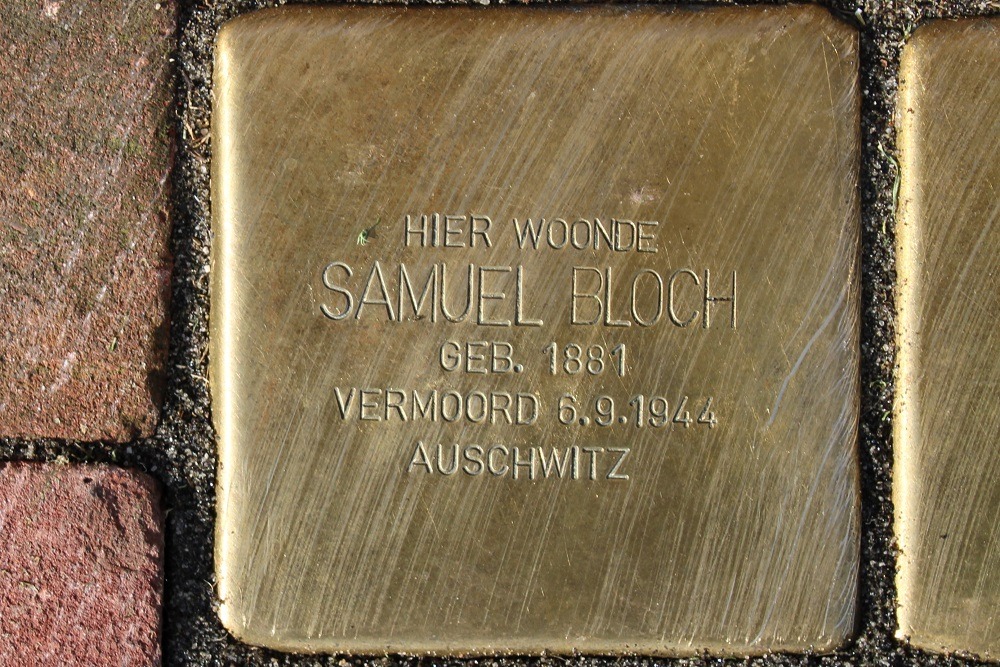 HIER WOONDE
SAMUEL BLOCH
GEB. 1881
VERMOORD 6.9.1944
AUSCHWITZ